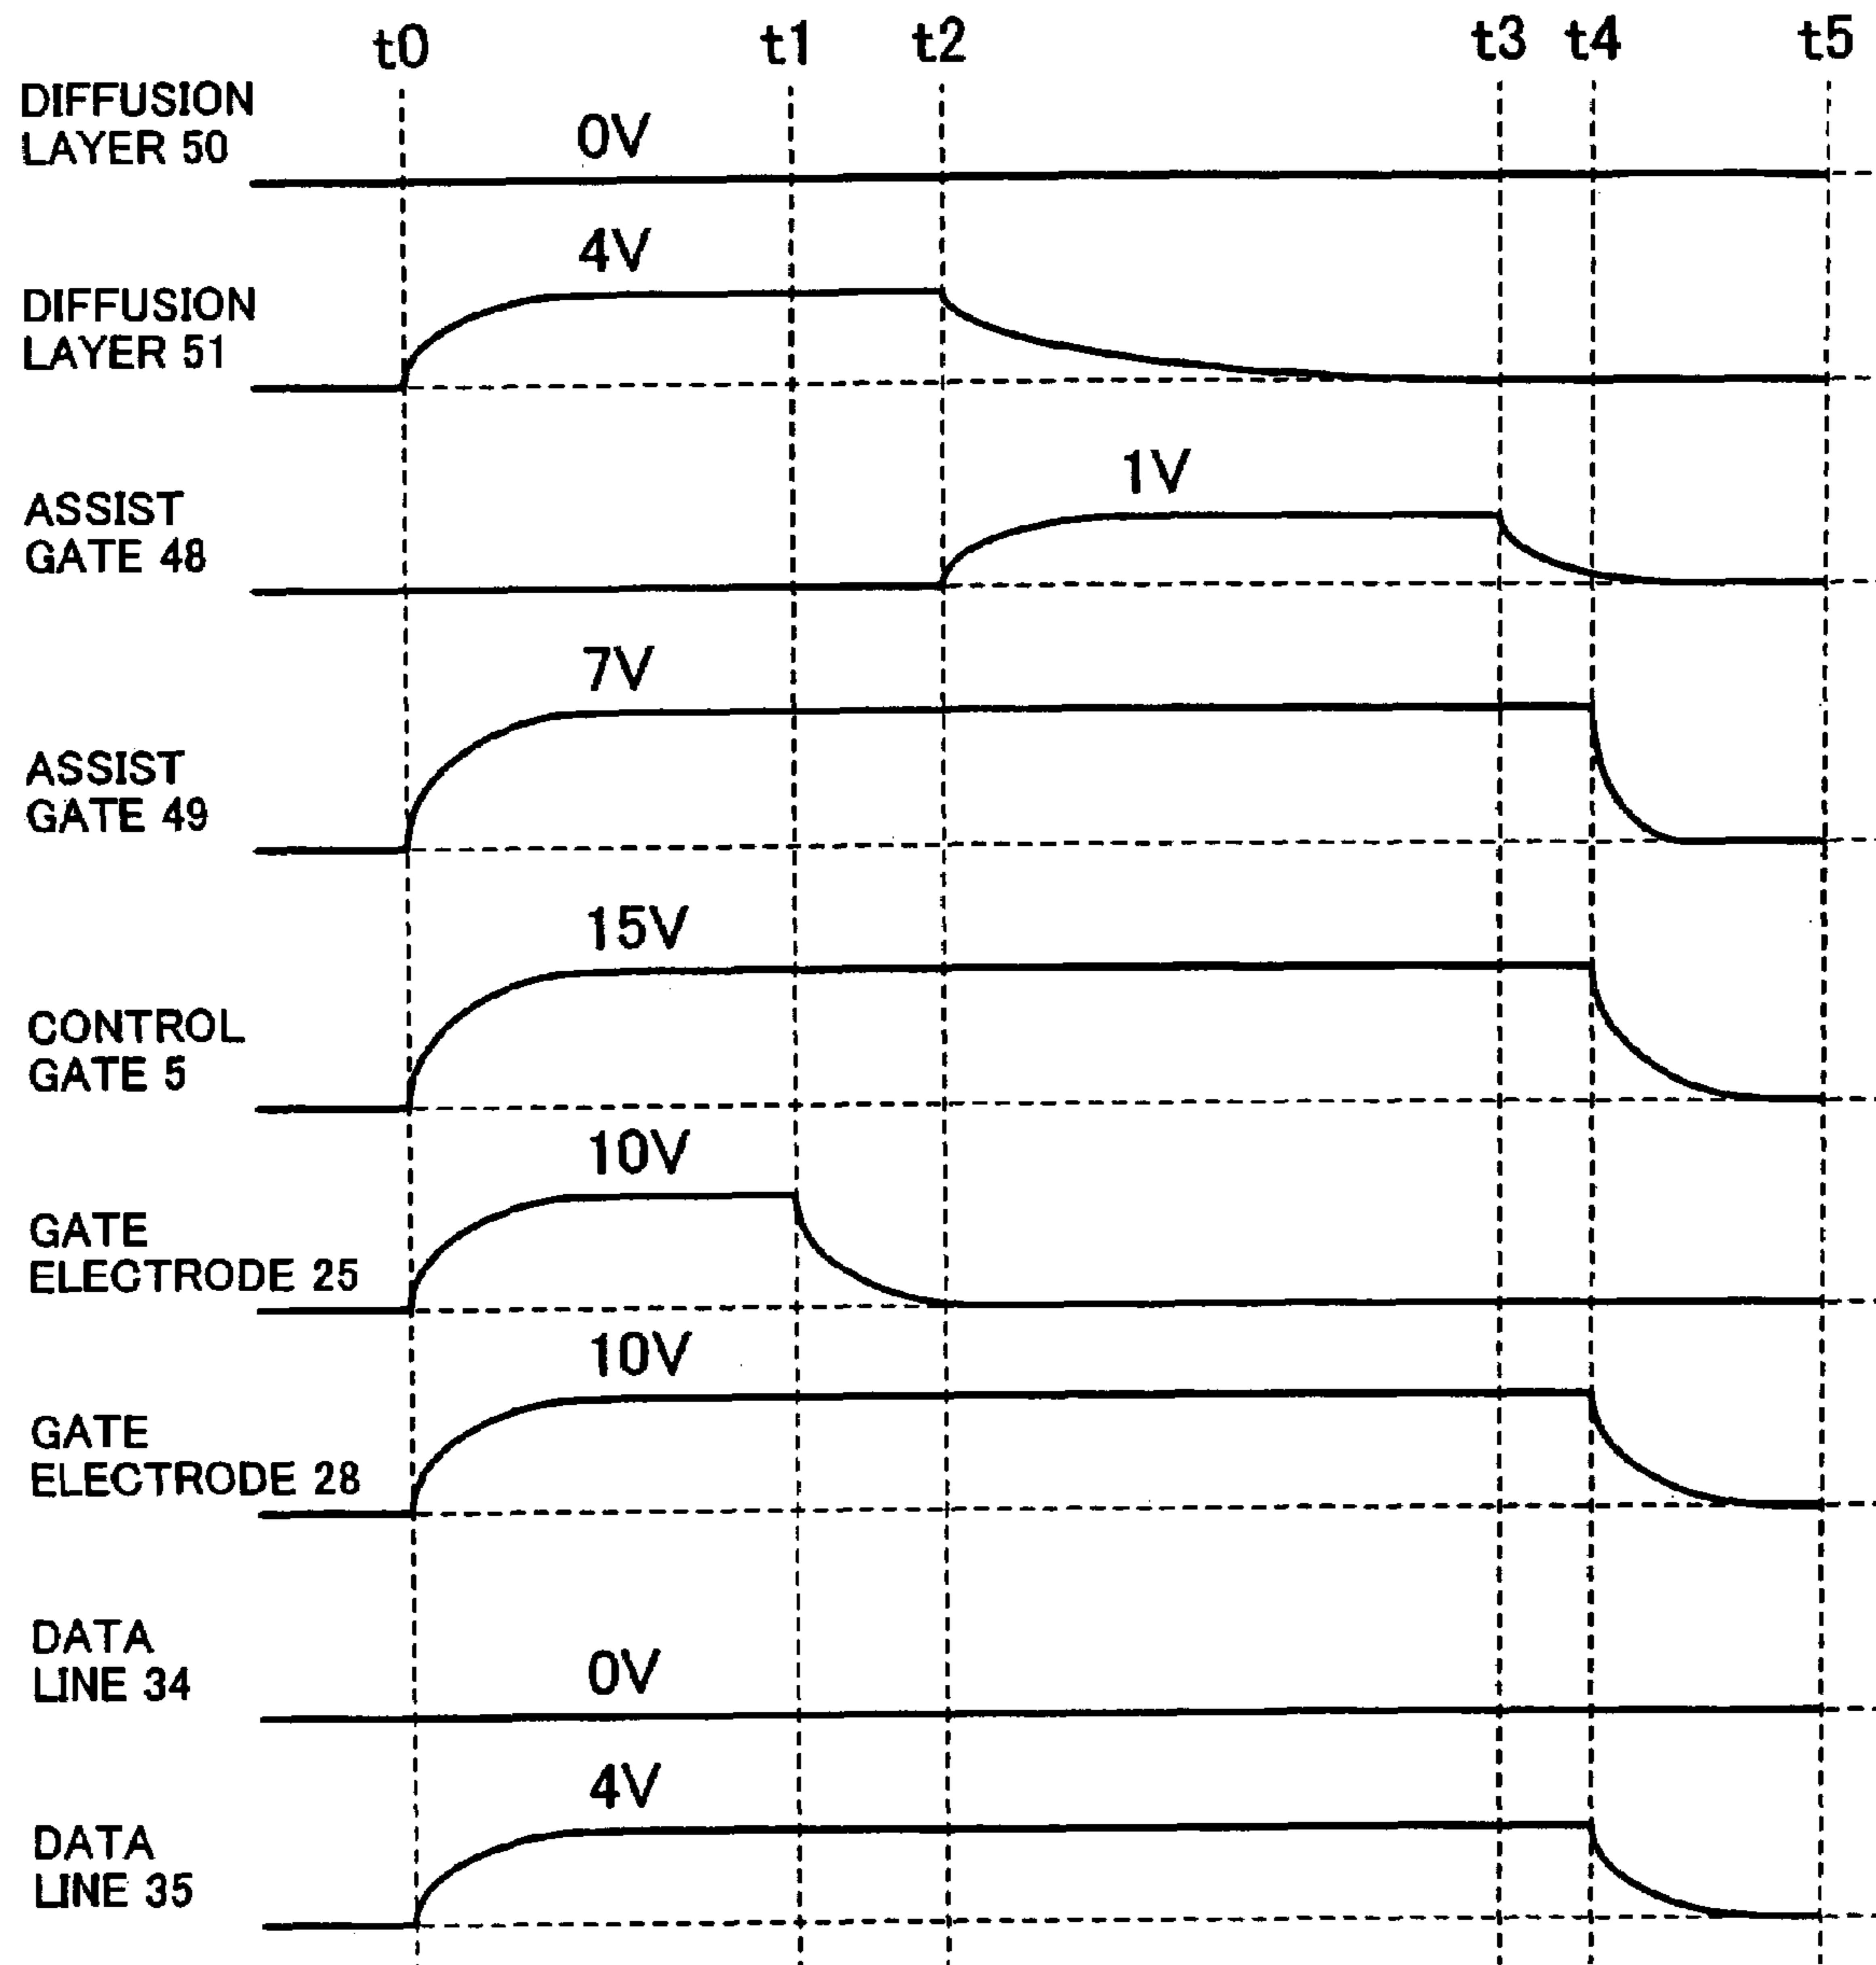 t0 t1 t2 t3 t4 t5
DIFFUSION
LAYER 50
0V
DIFFUSION
LAYER 51
4V
ASSIST
GATE 48
1V
ASSIST
GATE 49
7V
CONTROL
GATE 5
15V
GATE
ELECTRODE 25
10V
GATE
ELECTRODE 28
10V
DATA
LINE 34
0V
DATA
LINE 35
4V